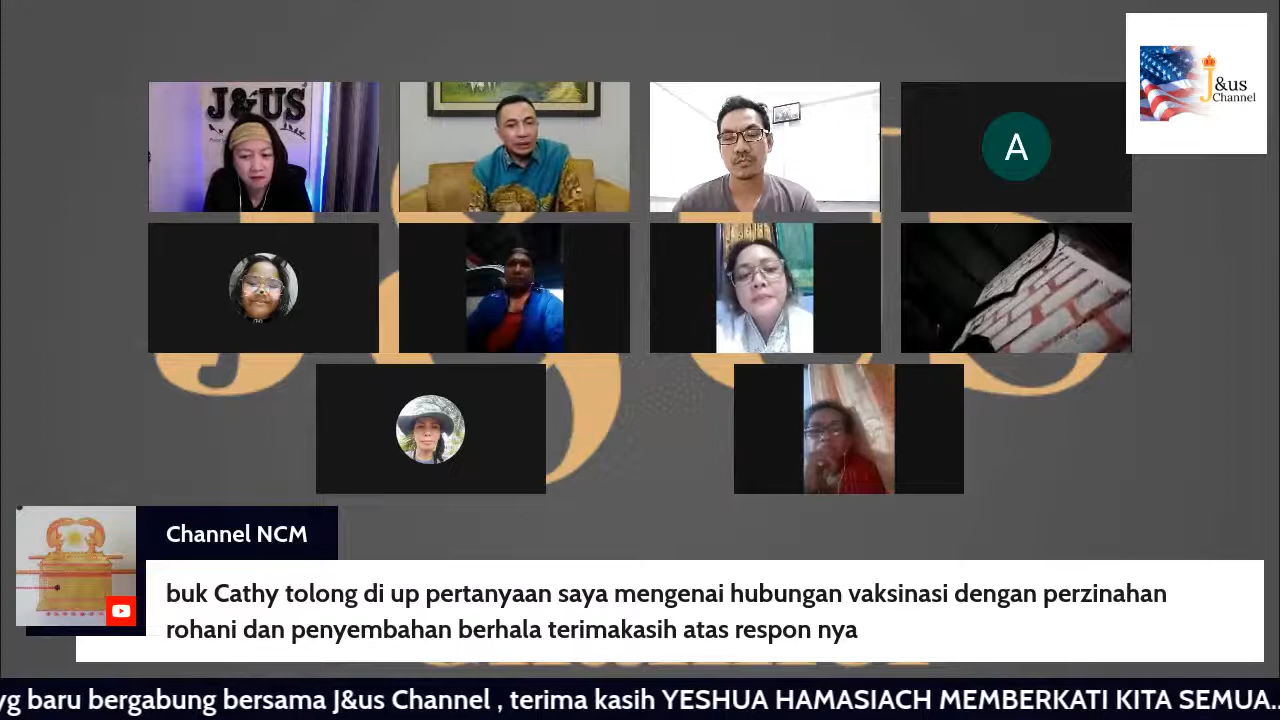 J&US
J
&us
Channel
A
Channel NCM
buk Cathy tolong di up pertanyaan saya mengenai hubungan vaksinasi dengan perzinahan
rohani dan penyembahan berhala terimakasih atas respon nya
yg baru bergabung bersama J&us Channel , terima kasih YESHUA HAMASIACH MEMBERKATI KITA SEMUA..